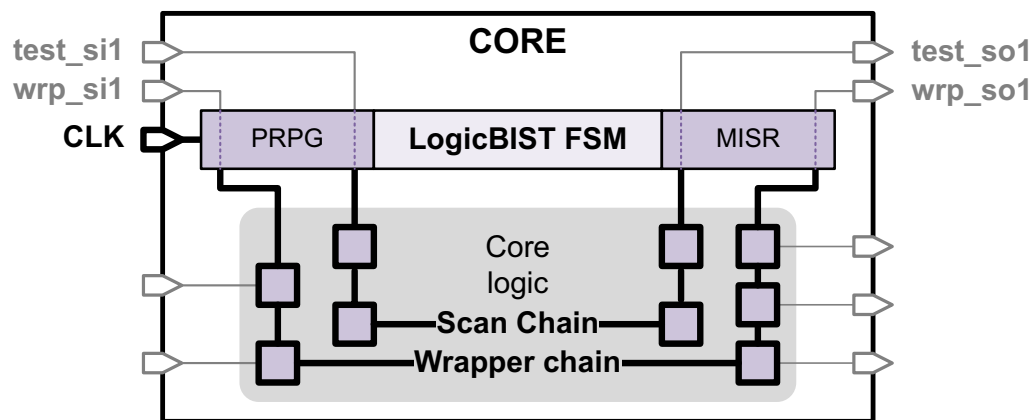 CORE
test_si1
test_so1
wrp_si1
wrp_so1
CLK
PRPG
LogicBIST FSM
MISR
Core
logic
Scan Chain
Wrapper chain